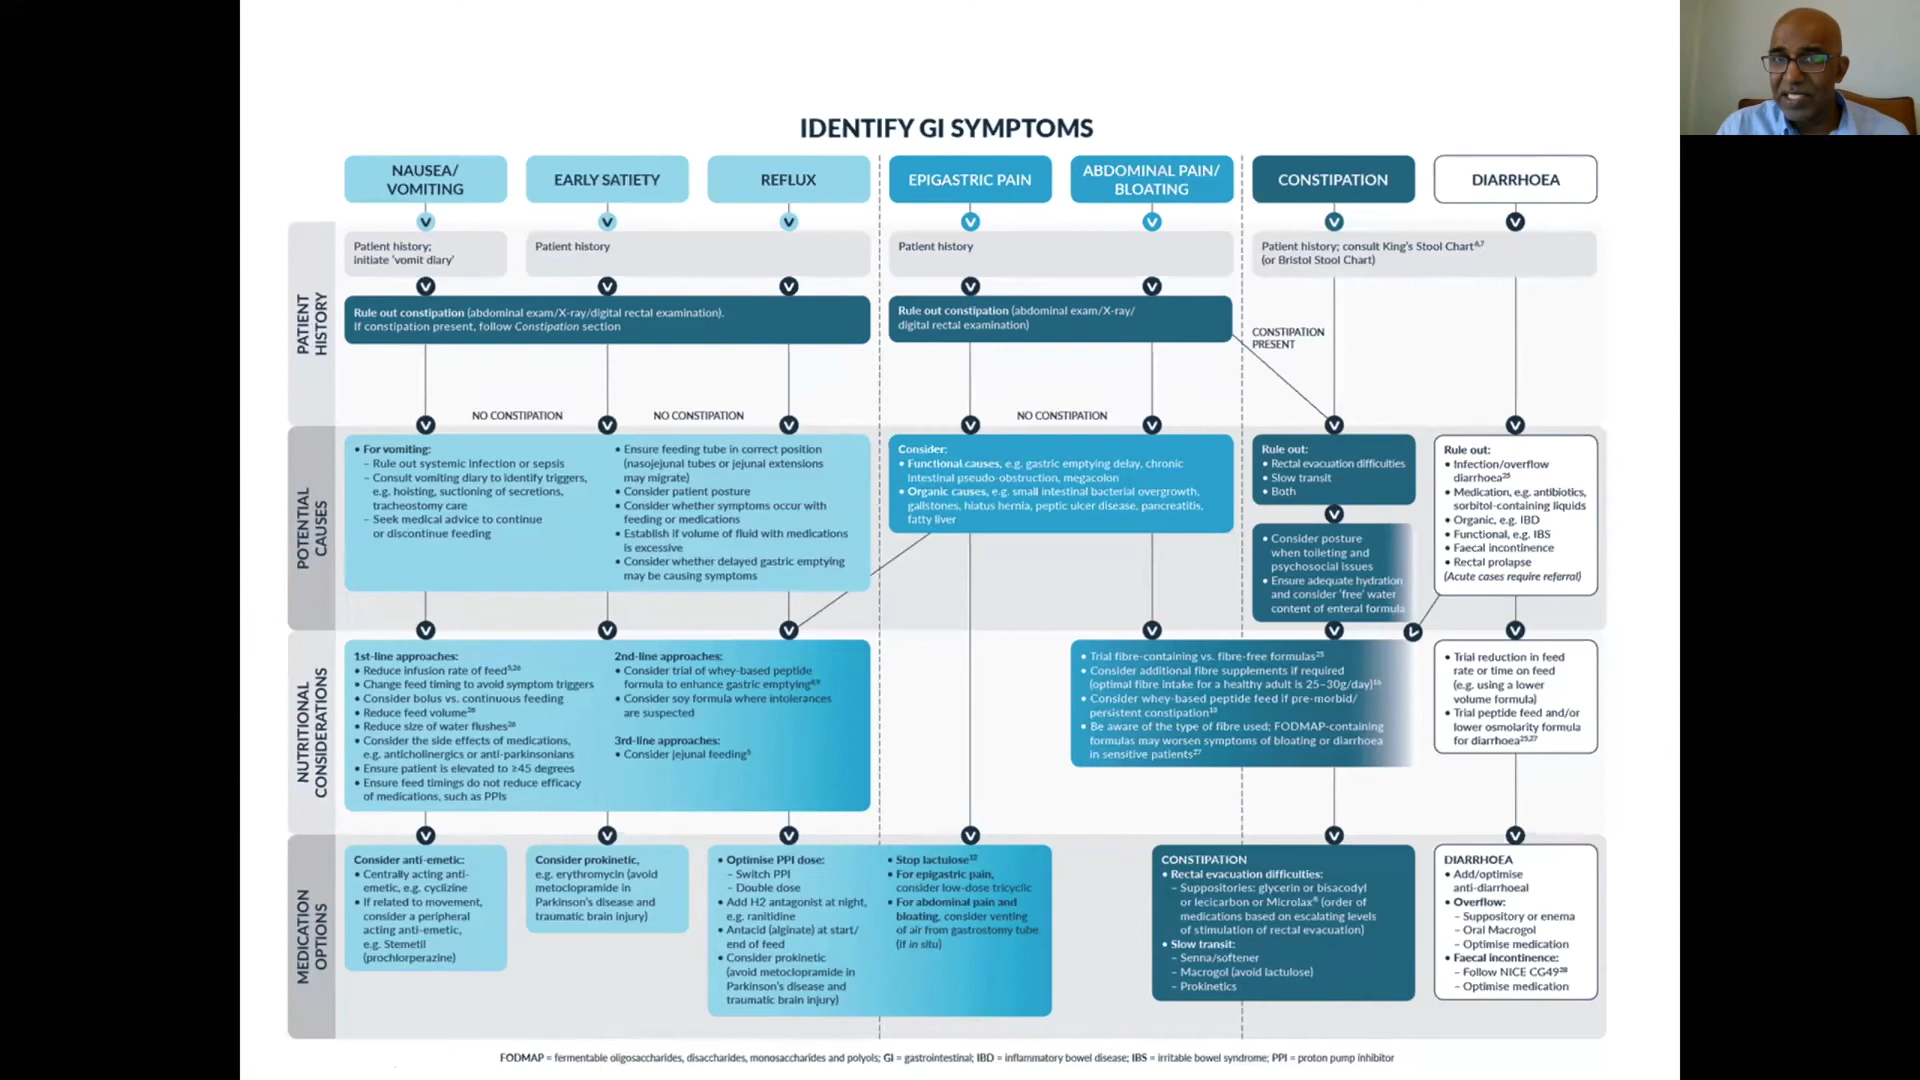 IDENTIFY GI SYMPTOMS
NAUSEA/
VOMITING
EARLY SATIETY
REFLUX
EPIGASTRIC PAIN
ABDOMINAL PAIN/
BLOATING
CONSTIPATION
DIARRHOEA
PATIENT
HISTORY
Patient history;
initiate ‘vomit diary’
Patient history
Patient history
Patient history; consult King’s Stool Chart⁶,⁷
(or Bristol Stool Chart)
Rule out constipation (abdominal exam/X-ray/digital rectal examination).
If constipation present, follow Constipation section
Rule out constipation (abdominal exam/X-ray/
digital rectal examination)
CONSTIPATION
PRESENT
NO CONSTIPATION
NO CONSTIPATION
NO CONSTIPATION
POTENTIAL
CAUSES
• For vomiting:
– Rule out systemic infection or sepsis
– Consult vomiting diary to identify triggers,
e.g. hoisting, suctioning of secretions,
tracheostomy care
– Seek medical advice to continue
or discontinue feeding
• Ensure feeding tube in correct position
(nasojejunal tubes or jejunal extensions
may migrate)
• Consider patient posture
• Consider whether symptoms occur with
feeding or medications
• Establish if volume of fluid with medications
is excessive
• Consider whether delayed gastric emptying
may be causing symptoms
Consider:
• Functional causes, e.g. gastric emptying delay, chronic
intestinal pseudo-obstruction, megacolon
• Organic causes, e.g. small intestinal bacterial overgrowth,
gallstones, hiatus hernia, peptic ulcer disease, pancreatitis,
fatty liver
Rule out:
• Rectal evacuation difficulties
• Slow transit
• Both
• Consider posture
when toileting and
psychosocial issues
• Ensure adequate hydration
and consider ‘free’ water
content of enteral formula
Rule out:
• Infection/overflow
diarrhoea²⁵
• Medication, e.g. antibiotics,
sorbitol-containing liquids
• Organic, e.g. IBD
• Functional, e.g. IBS
• Faecal incontinence
• Rectal prolapse
(Acute cases require referral)
NUTRITIONAL
CONSIDERATIONS
1st-line approaches:
• Reduce infusion rate of feed⁵,²⁶
• Change feed timing to avoid symptom triggers
• Consider bolus vs. continuous feeding
• Reduce feed volume²⁶
• Reduce size of water flushes²⁶
• Consider the side effects of medications,
e.g. anticholinergics or anti-parkinsonians
• Ensure patient is elevated to ≥45 degrees
• Ensure feed timings do not reduce efficacy
of medications, such as PPIs
2nd-line approaches:
• Consider trial of whey-based peptide
formula to enhance gastric emptying⁸,⁹
• Consider soy formula where intolerances
are suspected
3rd-line approaches:
• Consider jejunal feeding⁵
• Trial fibre-containing vs. fibre-free formulas²⁵
• Consider additional fibre supplements if required
(optimal fibre intake for a healthy adult is 25–30g/day)¹⁶
• Consider whey-based peptide feed if pre-morbid/
persistent constipation¹³
• Be aware of the type of fibre used; FODMAP-containing
formulas may worsen symptoms of bloating or diarrhoea
in sensitive patients²⁷
• Trial reduction in feed
rate or time on feed
(e.g. using a lower
volume formula)
• Trial peptide feed and/or
lower osmolarity formula
for diarrhoea²⁵,²⁷
MEDICATION
OPTIONS
Consider anti-emetic:
• Centrally acting anti-
emetic, e.g. cyclizine
• If related to movement,
consider a peripheral
acting anti-emetic,
e.g. Stemetil
(prochlorperazine)
Consider prokinetic,
e.g. erythromycin (avoid
metoclopramide in
Parkinson’s disease and
traumatic brain injury)
• Optimise PPI dose:
– Switch PPI
– Double dose
• Add H2 antagonist at night,
e.g. ranitidine
• Antacid (alginate) at start/
end of feed
• Consider prokinetic
(avoid metoclopramide in
Parkinson’s disease and
traumatic brain injury)
• Stop lactulose¹²
• For epigastric pain,
consider low-dose tricyclic
• For abdominal pain and
bloating, consider venting
of air from gastrostomy tube
(if in situ)
CONSTIPATION
• Rectal evacuation difficulties:
– Suppositories: glycerin or bisacodyl
or lecicarbon or Microlax® (order of
medications based on escalating levels
of stimulation of rectal evacuation)
• Slow transit:
– Senna/softener
– Macrogol (avoid lactulose)
– Prokinetics
DIARRHOEA
• Add/optimise
anti-diarrhoeal
• Overflow:
– Suppository or enema
– Oral Macrogol
– Optimise medication
• Faecal incontinence:
– Follow NICE CG49²⁸
– Optimise medication
FODMAP = fermentable oligosaccharides, disaccharides, monosaccharides and polyols; GI = gastrointestinal; IBD = inflammatory bowel disease; IBS = irritable bowel syndrome; PPI = proton pump inhibitor